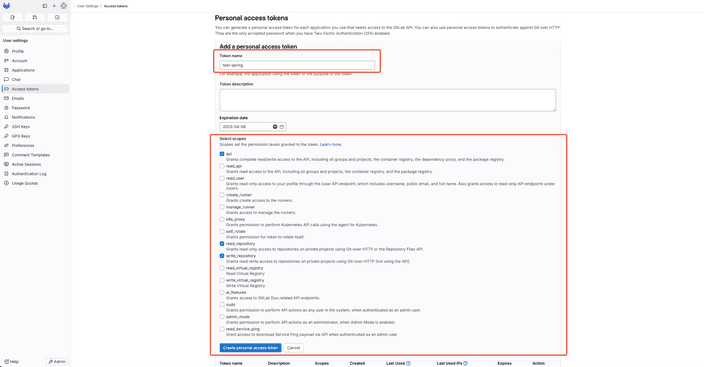 User Settings / Access tokens
Search or go to...
User settings
Profile
Account
Applications
Chat
Access tokens
Emails
Password
Notifications
SSH Keys
GPG Keys
Preferences
Comment Templates
Active Sessions
Authentication Log
Usage Quotas
Help
Admin
Personal access tokens
You can generate a personal access token for each application you use that needs access to the GitLab API. You can also use personal access tokens to authenticate against Git over HTTP.
They are the only accepted password when you have Two-Factor Authentication (2FA) enabled.
Add a personal access token
Token name
test-spring
For example, the application using the token or the purpose of the token.
Token description
Expiration date
2025-04-08
Select scopes
Scopes set the permission levels granted to the token. Learn more.
api
Grants complete read/write access to the API, including all groups and projects, the container registry, the dependency proxy, and the package registry.
read_api
Grants read access to the API, including all groups and projects, the container registry, and the package registry.
read_user
Grants read-only access to your profile through the /user API endpoint, which includes username, public email, and full name. Also grants access to read-only API endpoints under
/users.
create_runner
Grants create access to the runners.
manage_runner
Grants access to manage the runners.
k8s_proxy
Grants permission to perform Kubernetes API calls using the agent for Kubernetes.
self_rotate
Grants permission for token to rotate itself.
read_repository
Grants read-only access to repositories on private projects using Git-over-HTTP or the Repository Files API.
write_repository
Grants read-write access to repositories on private projects using Git-over-HTTP (not using the API).
read_virtual_registry
Read Virtual Registry
write_virtual_registry
Write Virtual Registry
ai_features
Grants access to GitLab Duo related API endpoints.
sudo
Grants permission to perform API actions as any user in the system, when authenticated as an admin user.
admin_mode
Grants permission to perform API actions as an administrator, when Admin Mode is enabled.
read_service_ping
Grant access to download Service Ping payload via API when authenticated as an admin user
Create personal access token Cancel
Token name Description Scopes Created Last Used Last Used IPs Expires Action